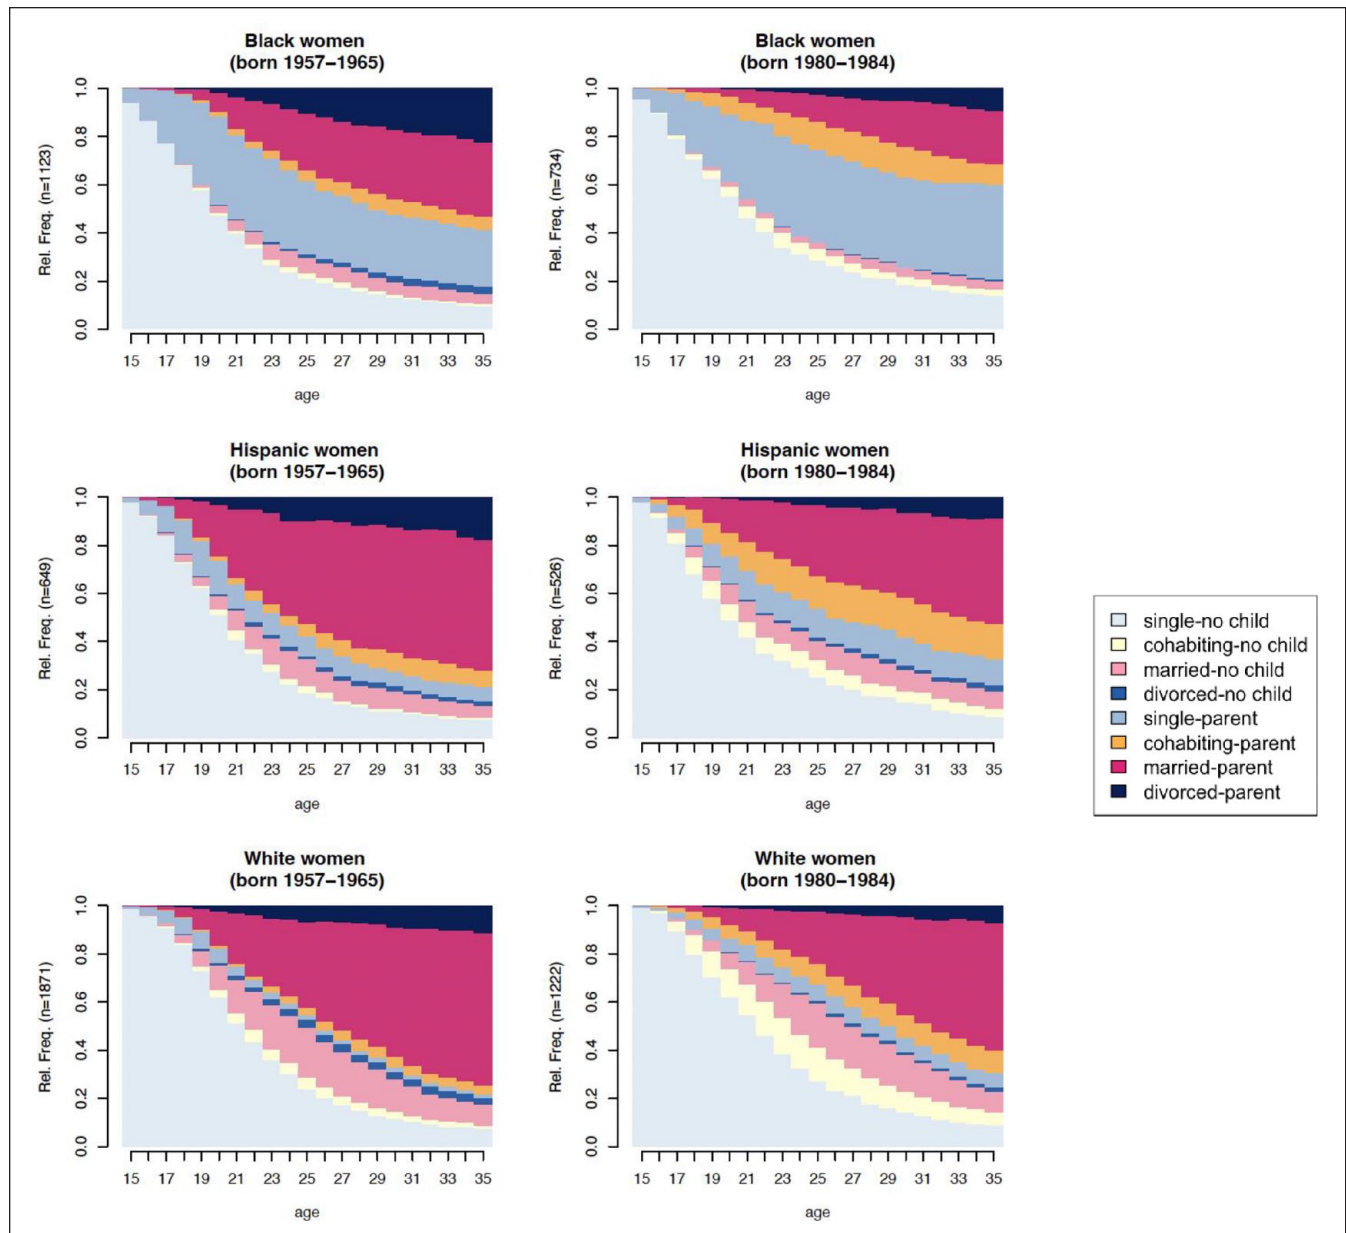 Black women
(born 1957–1965)
Rel. Freq. (n=1123)
0.0 0.2 0.4 0.6 0.8 1.0
15 17 19 21 23 25 27 29 31 33 35
age
Black women
(born 1980–1984)
Rel. Freq. (n=734)
0.0 0.2 0.4 0.6 0.8 1.0
15 17 19 21 23 25 27 29 31 33 35
age
Hispanic women
(born 1957–1965)
Rel. Freq. (n=649)
0.0 0.2 0.4 0.6 0.8 1.0
15 17 19 21 23 25 27 29 31 33 35
age
Hispanic women
(born 1980–1984)
Rel. Freq. (n=526)
0.0 0.2 0.4 0.6 0.8 1.0
15 17 19 21 23 25 27 29 31 33 35
age
single-no child
cohabiting-no child
married-no child
divorced-no child
single-parent
cohabiting-parent
married-parent
divorced-parent
White women
(born 1957–1965)
Rel. Freq. (n=1871)
0.0 0.2 0.4 0.6 0.8 1.0
15 17 19 21 23 25 27 29 31 33 35
age
White women
(born 1980–1984)
Rel. Freq. (n=1222)
0.0 0.2 0.4 0.6 0.8 1.0
15 17 19 21 23 25 27 29 31 33 35
age